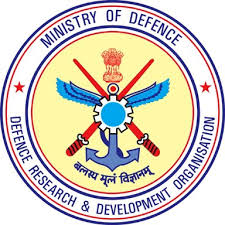 MINISTRY OF DEFENCE
बलस्य मूलं विज्ञानम्
DEFENCE RESEARCH & DEVELOPMENT ORGANISATION